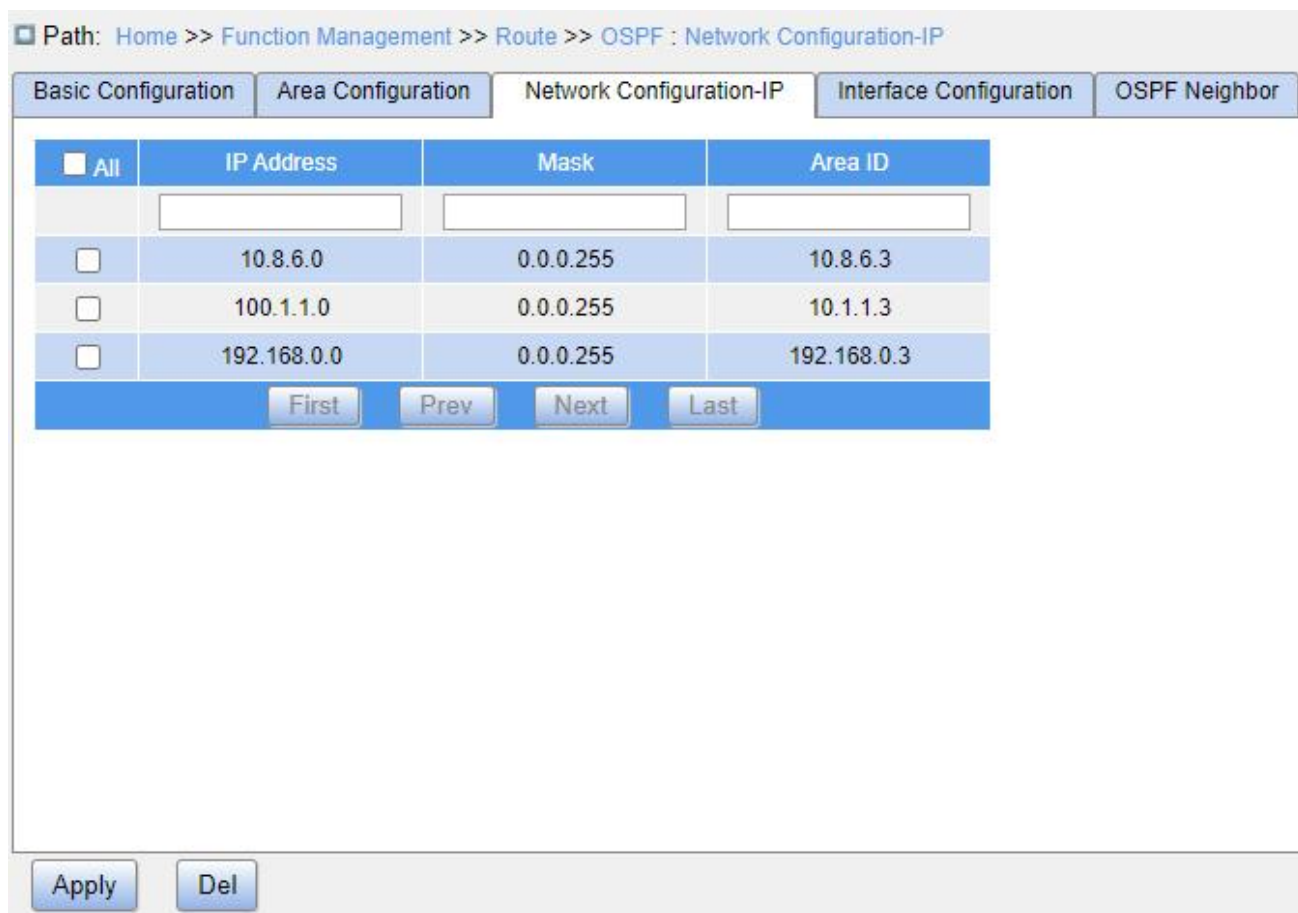 Path: Home >> Function Management >> Route >> OSPF : Network Configuration-IP
Basic Configuration Area Configuration Network Configuration-IP Interface Configuration OSPF Neighbor
All IP Address Mask Area ID
10.8.6.0 0.0.0.255 10.8.6.3
100.1.1.0 0.0.0.255 10.1.1.3
192.168.0.0 0.0.0.255 192.168.0.3
First Prev Next Last
Apply Del